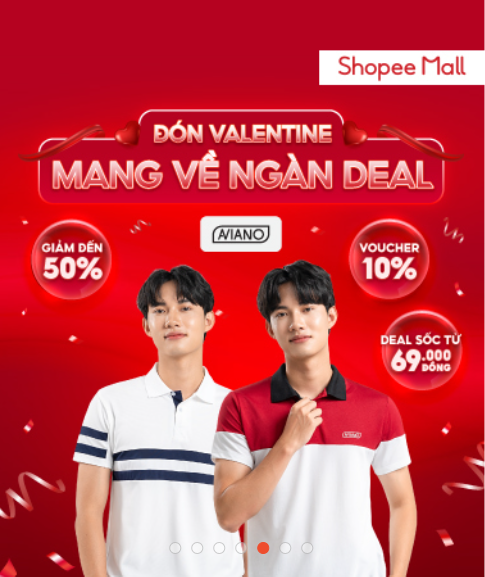 Shopee Mall
ĐÓN VALENTINE
MANG VỀ NGÀN DEAL
AVIANO
GIẢM ĐẾN
50%
VOUCHER
10%
DEAL SỐC TỪ
69.000
ĐỒNG